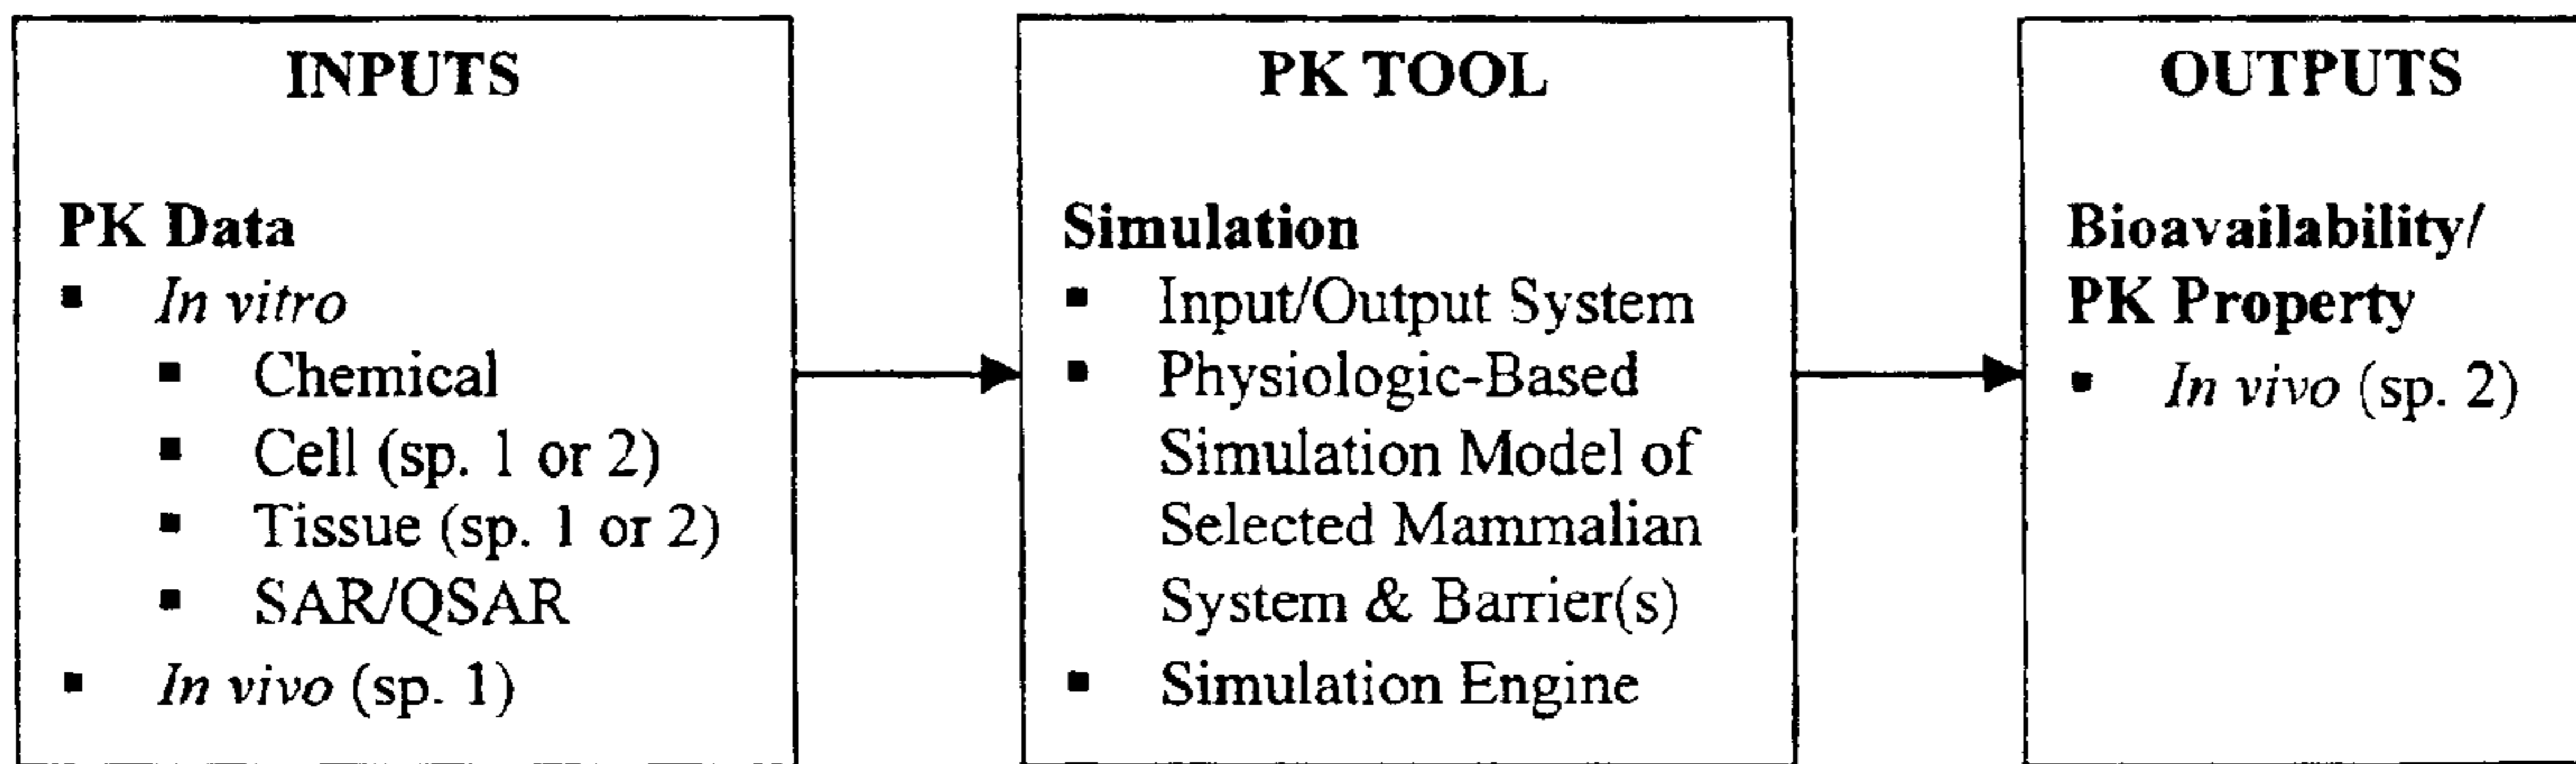 INPUTS
PK Data
▪ In vitro
▪ Chemical
▪ Cell (sp. 1 or 2)
▪ Tissue (sp. 1 or 2)
▪ SAR/QSAR
▪ In vivo (sp. 1)
PK TOOL
Simulation
▪ Input/Output System
▪ Physiologic-Based
Simulation Model of
Selected Mammalian
System & Barrier(s)
▪ Simulation Engine
OUTPUTS
Bioavailability/
PK Property
▪ In vivo (sp. 2)